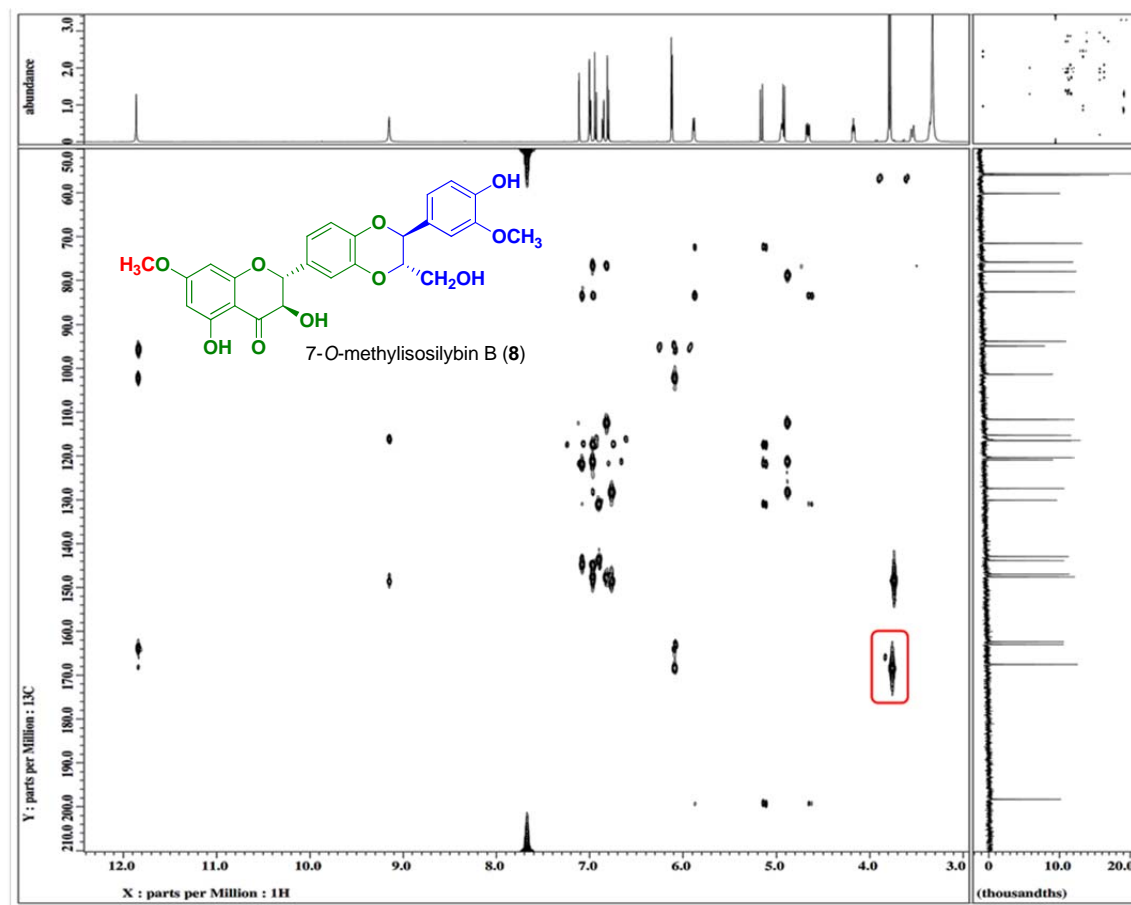 abundance
3.0
2.0
1.0
0
50.0
60.0
70.0
80.0
90.0
100.0
110.0
120.0
130.0
140.0
150.0
160.0
170.0
180.0
190.0
200.0
210.0
Y : parts per Million : 13C
OH
O
OCH3
H3CO
O
O
CH2OH
OH
OH
O
7-O-methylisosilybin B (8)
12.0 11.0 10.0 9.0 8.0 7.0 6.0 5.0 4.0 3.0
X : parts per Million : 1H
0 10.0 20.0
(thousandths)